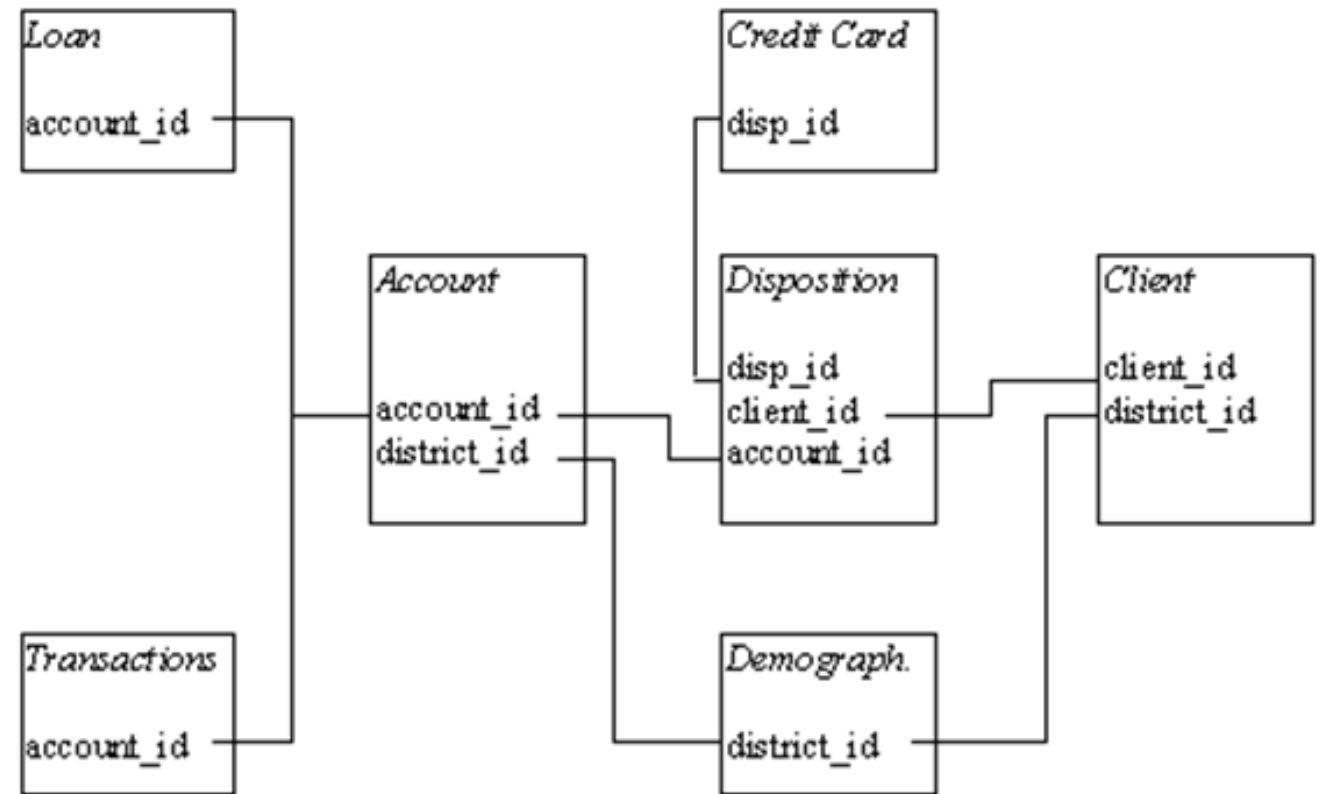 Loan
account_id
Credit Card
disp_id
Account
account_id
district_id
Disposition
disp_id
client_id
account_id
Client
client_id
district_id
Transactions
account_id
Demograph.
district_id